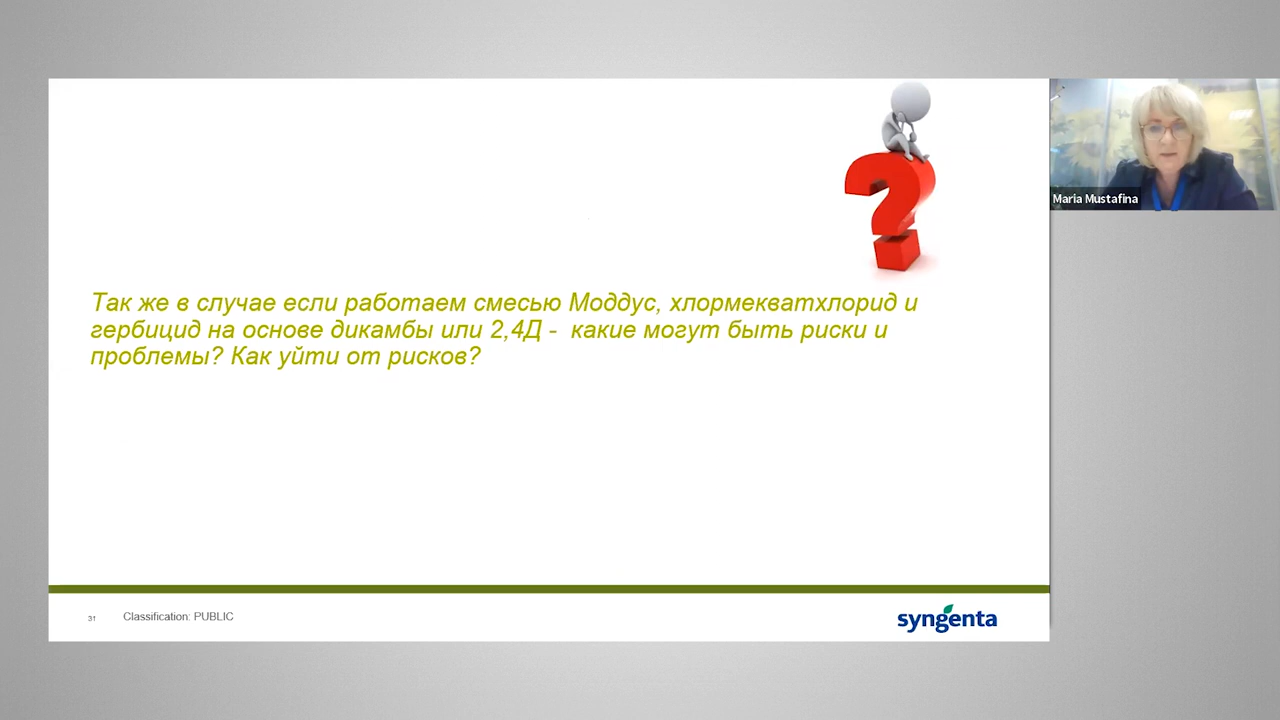 Maria Mustafina
Так же в случае если работаем смесью Моддус, хлормекватхлорид и
гербицид на основе дикамбы или 2,4Д - какие могут быть риски и
проблемы? Как уйти от рисков?
31
Classification: PUBLIC
syngenta